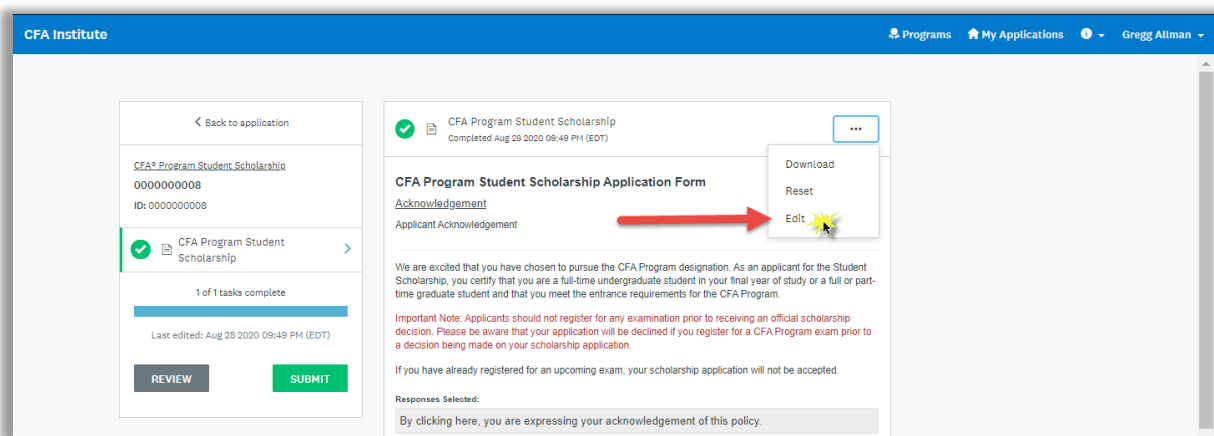 CFA Institute
Programs
My Applications
Gregg Allman
Back to application
CFA® Program Student Scholarship
0000000008
ID: 0000000008
CFA Program Student
Scholarship
1 of 1 tasks complete
Last edited: Aug 28 2020 09:49 PM (EDT)
REVIEW
SUBMIT
CFA Program Student Scholarship
Completed Aug 28 2020 09:49 PM (EDT)
...
Download
Reset
Edit
CFA Program Student Scholarship Application Form
Acknowledgement
Applicant Acknowledgement
We are excited that you have chosen to pursue the CFA Program designation. As an applicant for the Student
Scholarship, you certify that you are a full-time undergraduate student in your final year of study or a full or part-
time graduate student and that you meet the entrance requirements for the CFA Program.
Important Note: Applicants should not register for any examination prior to receiving an official scholarship
decision. Please be aware that your application will be declined if you register for a CFA Program exam prior to
a decision being made on your scholarship application.
If you have already registered for an upcoming exam, your scholarship application will not be accepted.
Responses Selected:
By clicking here, you are expressing your acknowledgement of this policy.